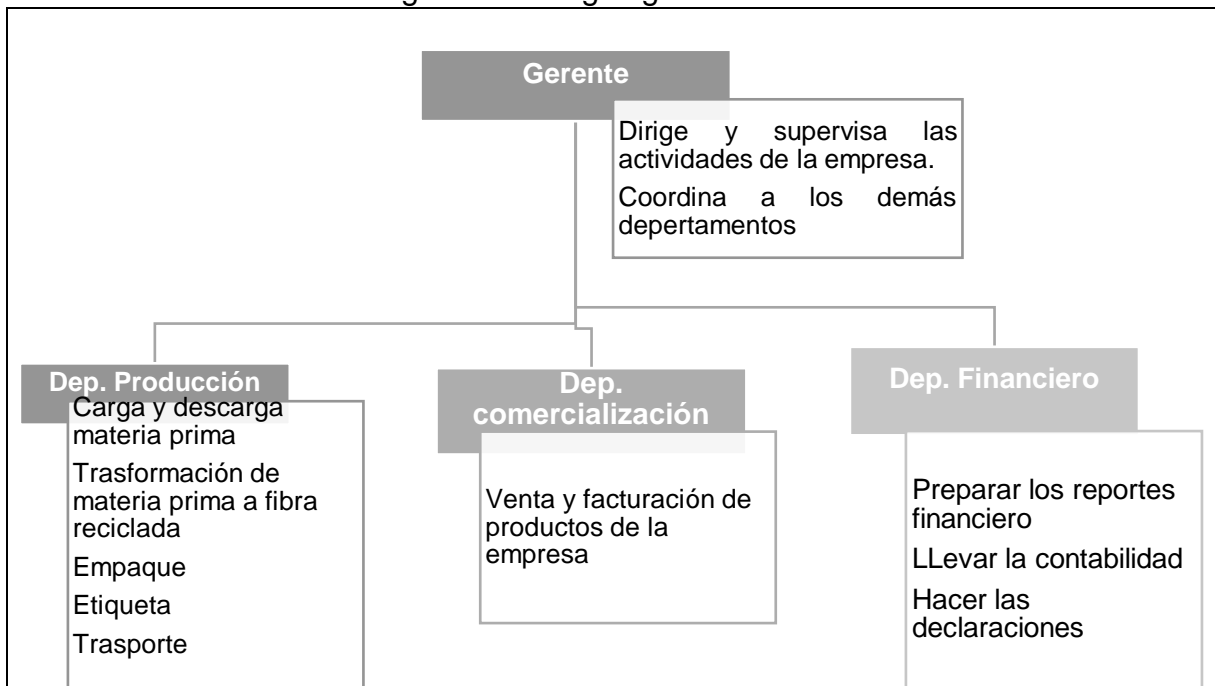 Gerente
Dirige y supervisa las
actividades de la empresa.
Coordina a los demás
depertamentos
Dep. Producción
Carga y descarga
materia prima
Trasformación de
materia prima a fibra
reciclada
Empaque
Etiqueta
Trasporte
Dep.
comercialización
Venta y facturación de
productos de la
empresa
Dep. Financiero
Preparar los reportes
financiero
LLevar la contabilidad
Hacer las
declaraciones